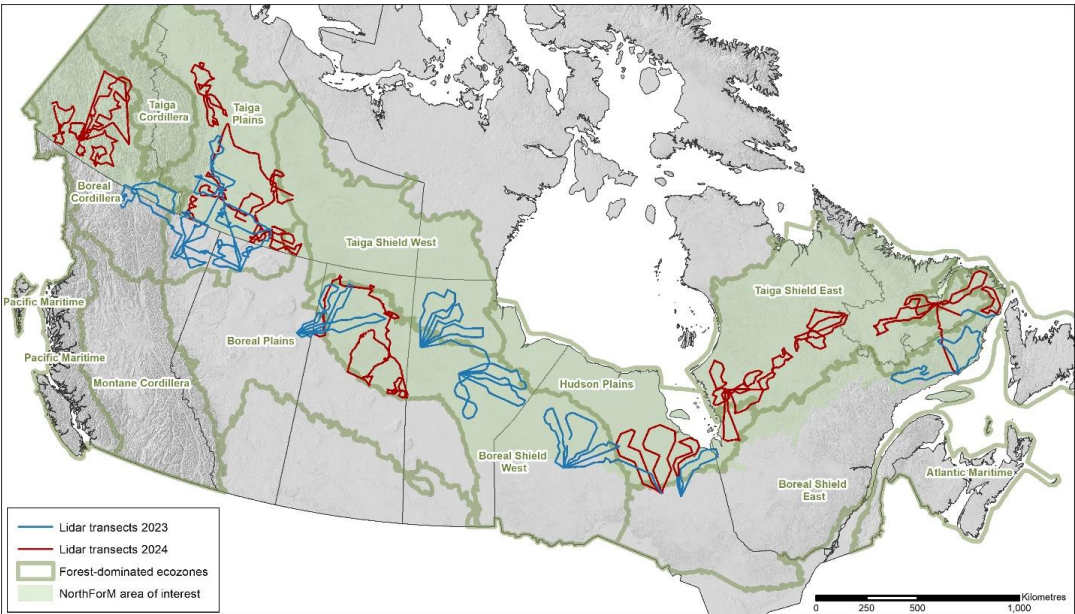 Taiga
Cordillera
Taiga
Plains
Boreal
Cordillera
Taiga Shield West
Taiga Shield East
Pacific Maritime
Boreal Plains
Pacific Maritime
Montane Cordillera
Hudson Plains
Boreal Shield
West
Boreal Shield
East
Atlantic Maritime
Lidar transects 2023
Lidar transects 2024
Forest-dominated ecozones
NorthForM area of interest
Kilometres
0 250 500 1,000